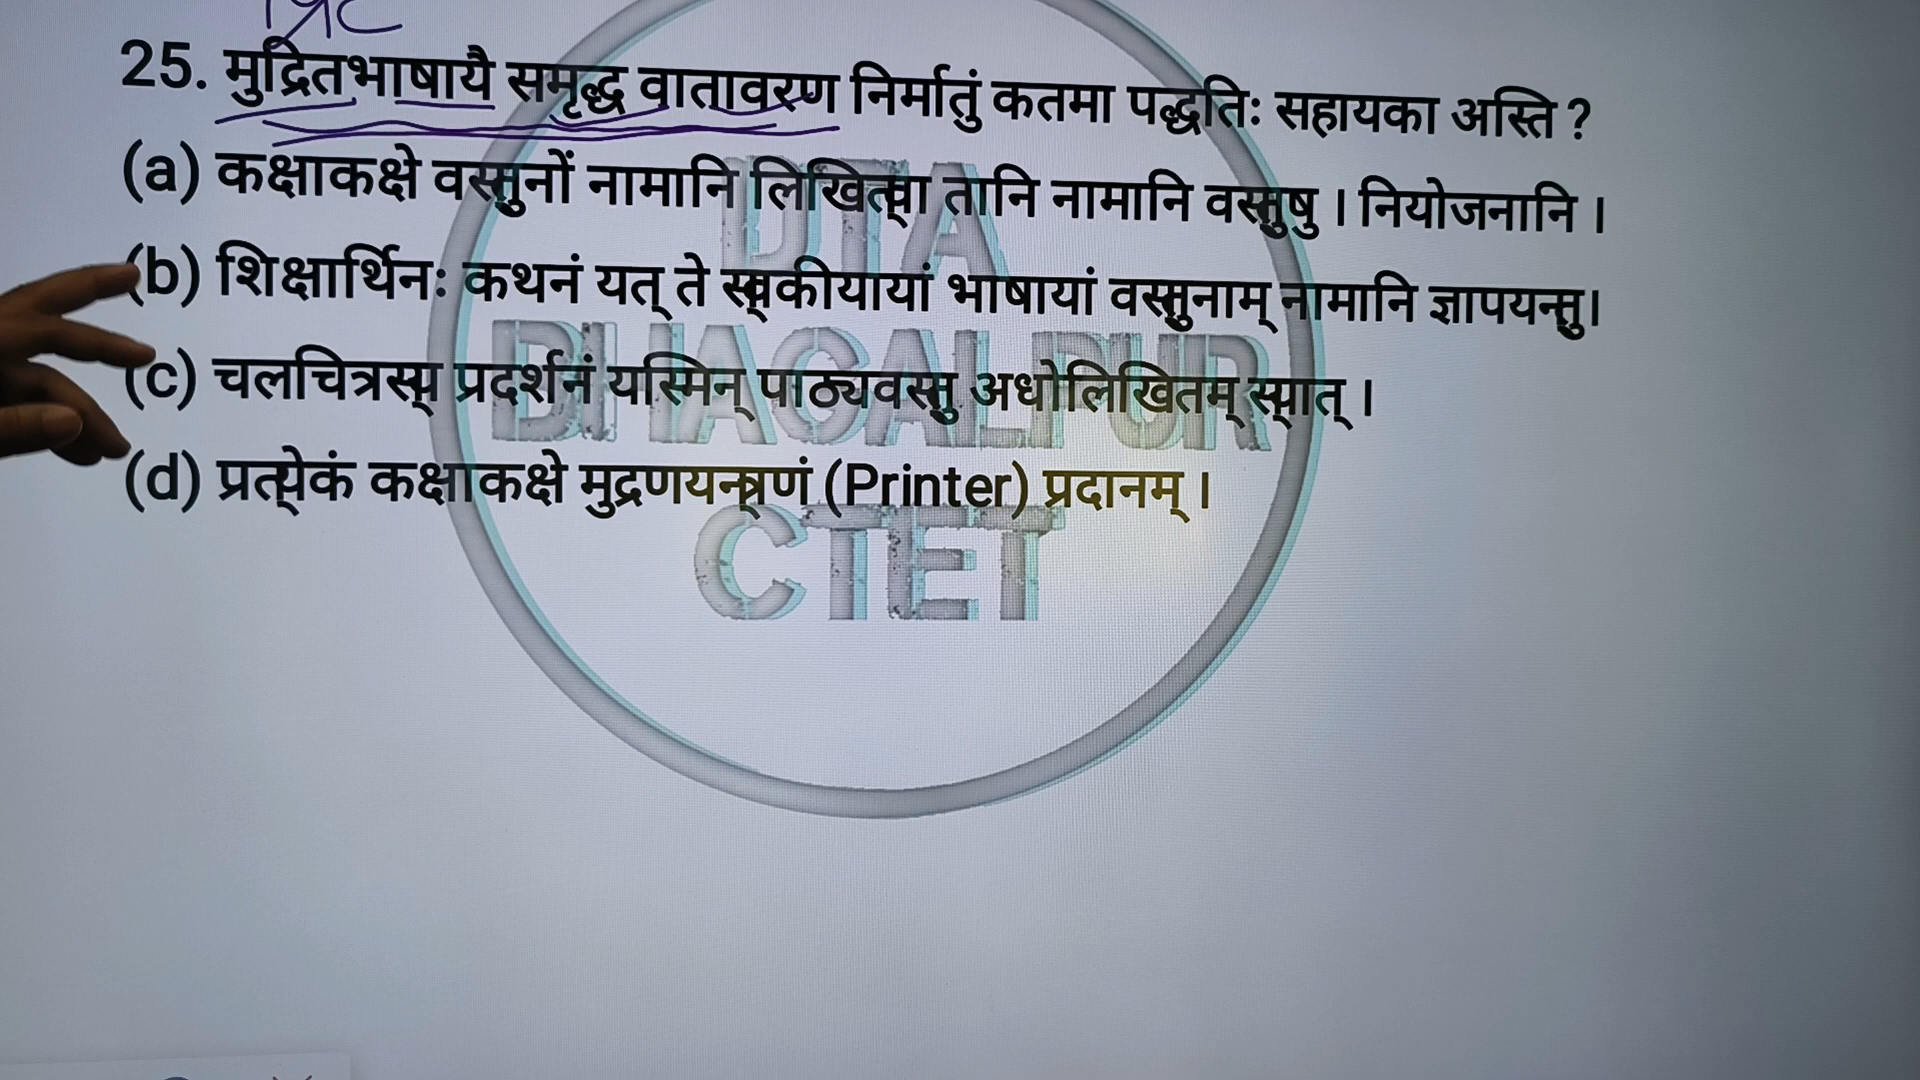 25. मुद्रितभाषायै समृद्ध वातावरण निर्मातुं कतमा पद्धतिः सहायका अस्ति ?
(a) कक्षाकक्षे वस्तुनों नामानि लिखित्वा तानि नामानि वस्तुषु । नियोजनानि ।
(b) शिक्षार्थिनः कथनं यत् ते स्वकीयायां भाषायां वस्तुनाम् नामानि ज्ञापयन्तु।
(c) चलचित्रस्य प्रदर्शनं यस्मिन् पाठ्यवस्तु अधोलिखितम् स्यात् ।
(d) प्रत्येकं कक्षाकक्षे मुद्रणयन्त्रणं (Printer) प्रदानम् ।
DTA
BHAGALPUR
CTET